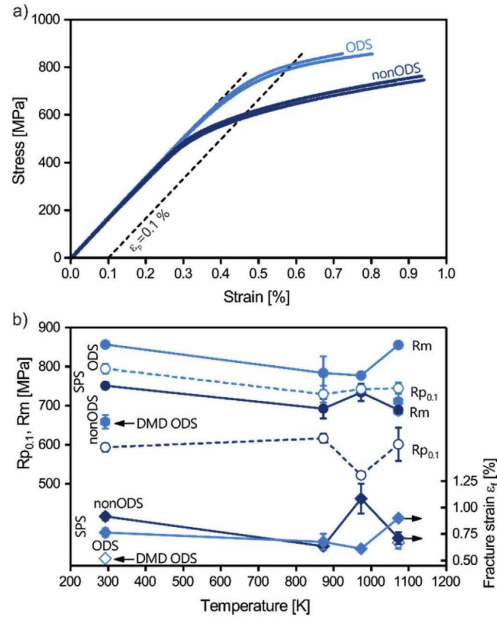 a)
1000
800
600
400
200
0
Stress [MPa]
ODS
nonODS
εp=0.1 %
0.0 0.1 0.2 0.3 0.4 0.5 0.6 0.7 0.8 0.9 1.0
Strain [%]
b)
900
800
700
600
500
Rp0.1, Rm [MPa]
SPS
ODS
nonODS
DMD ODS
Rm
Rp0.1
Rm
Rp0.1
SPS
nonODS
ODS
DMD ODS
1.25
1.00
0.75
0.50
Fracture strain εf [%]
200 300 400 500 600 700 800 900 1000 1100 1200
Temperature [K]